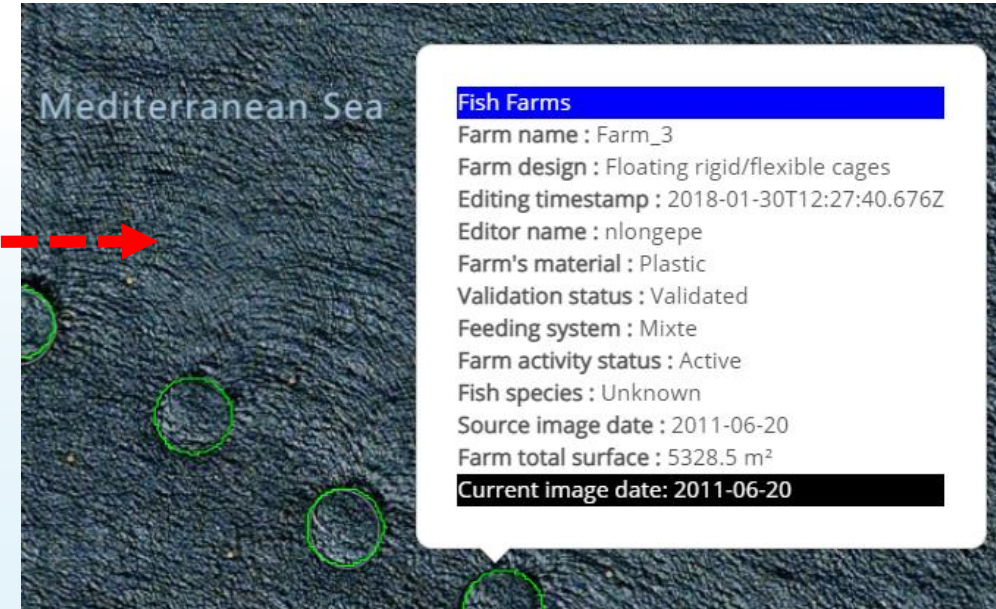 Mediterranean Sea
Fish Farms
Farm name : Farm_3
Farm design : Floating rigid/flexible cages
Editing timestamp : 2018-01-30T12:27:40.676Z
Editor name : nlongepe
Farm's material : Plastic
Validation status : Validated
Feeding system : Mixte
Farm activity status : Active
Fish species : Unknown
Source image date : 2011-06-20
Farm total surface : 5328.5 m²
Current image date: 2011-06-20